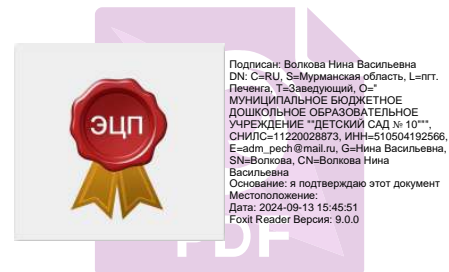 ЭЦП
Подписан: Волкова Нина Васильевна
DN: C=RU, S=Мурманская область, L=пгт.
Печенга, T=Заведующий, O="
МУНИЦИПАЛЬНОЕ БЮДЖЕТНОЕ
ДОШКОЛЬНОЕ ОБРАЗОВАТЕЛЬНОЕ
УЧРЕЖДЕНИЕ ""ДЕТСКИЙ САД № 10""",
СНИЛС=11220028873, ИНН=510504192566,
E=adm_pech@mail.ru, G=Нина Васильевна,
SN=Волкова, CN=Волкова Нина
Васильевна
Основание: я подтверждаю этот документ
Местоположение:
Дата: 2024-09-13 15:45:51
Foxit Reader Версия: 9.0.0
PDF